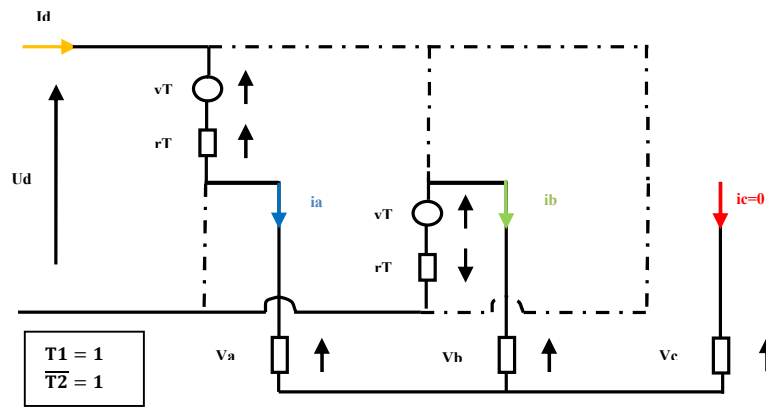 Id
vT
rT
Ud
ia
vT
ib
ic=0
rT
T1 = 1
T2 = 1
Va
Vb
Vc